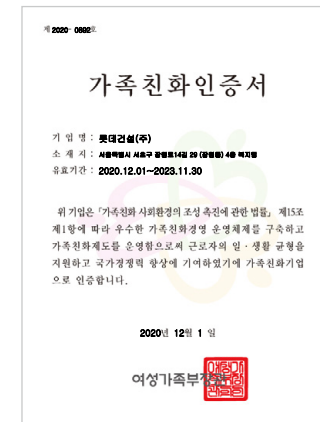 제 2020- 0892호
가족친화인증서
기 업 명 : 롯데건설(주)
소 재 지 : 서울특별시 서초구 잠원로14길 29 (잠원동) 4층
유효기간 : 2020.12.01~2023.11.30
위 기업은 「가족친화 사회환경의 조성 촉진에 관한 법률」 제15조
제1항에 따라 우수한 가족친화경영 운영체제를 구축하고
가족친화제도를 운영함으로써 근로자의 일 · 생활 균형을
지원하고 국가경쟁력 향상에 기여하였기에 가족친화기업
으로 인증합니다.
2020년 12월 1 일
여성가족부장관